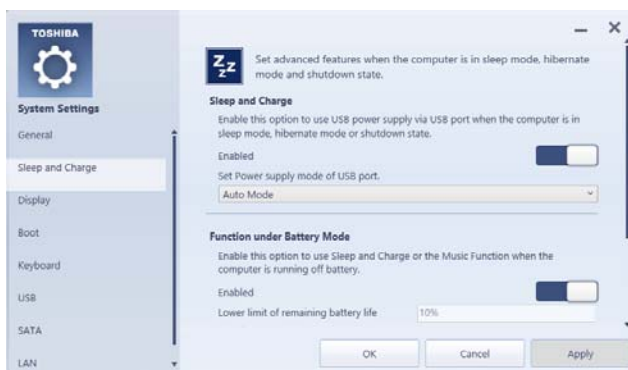 TOSHIBA
System Settings
General
Sleep and Charge
Display
Boot
Keyboard
USB
SATA
LAN
Set advanced features when the computer is in sleep mode, hibernate
mode and shutdown state.
Sleep and Charge
Enable this option to use USB power supply via USB port when the computer is in
sleep mode, hibernate mode or shutdown state.
Enabled
Set Power supply mode of USB port.
Auto Mode
Function under Battery Mode
Enable this option to use Sleep and Charge or the Music Function when the
computer is running off battery.
Enabled
Lower limit of remaining battery life 10%
OK Cancel Apply